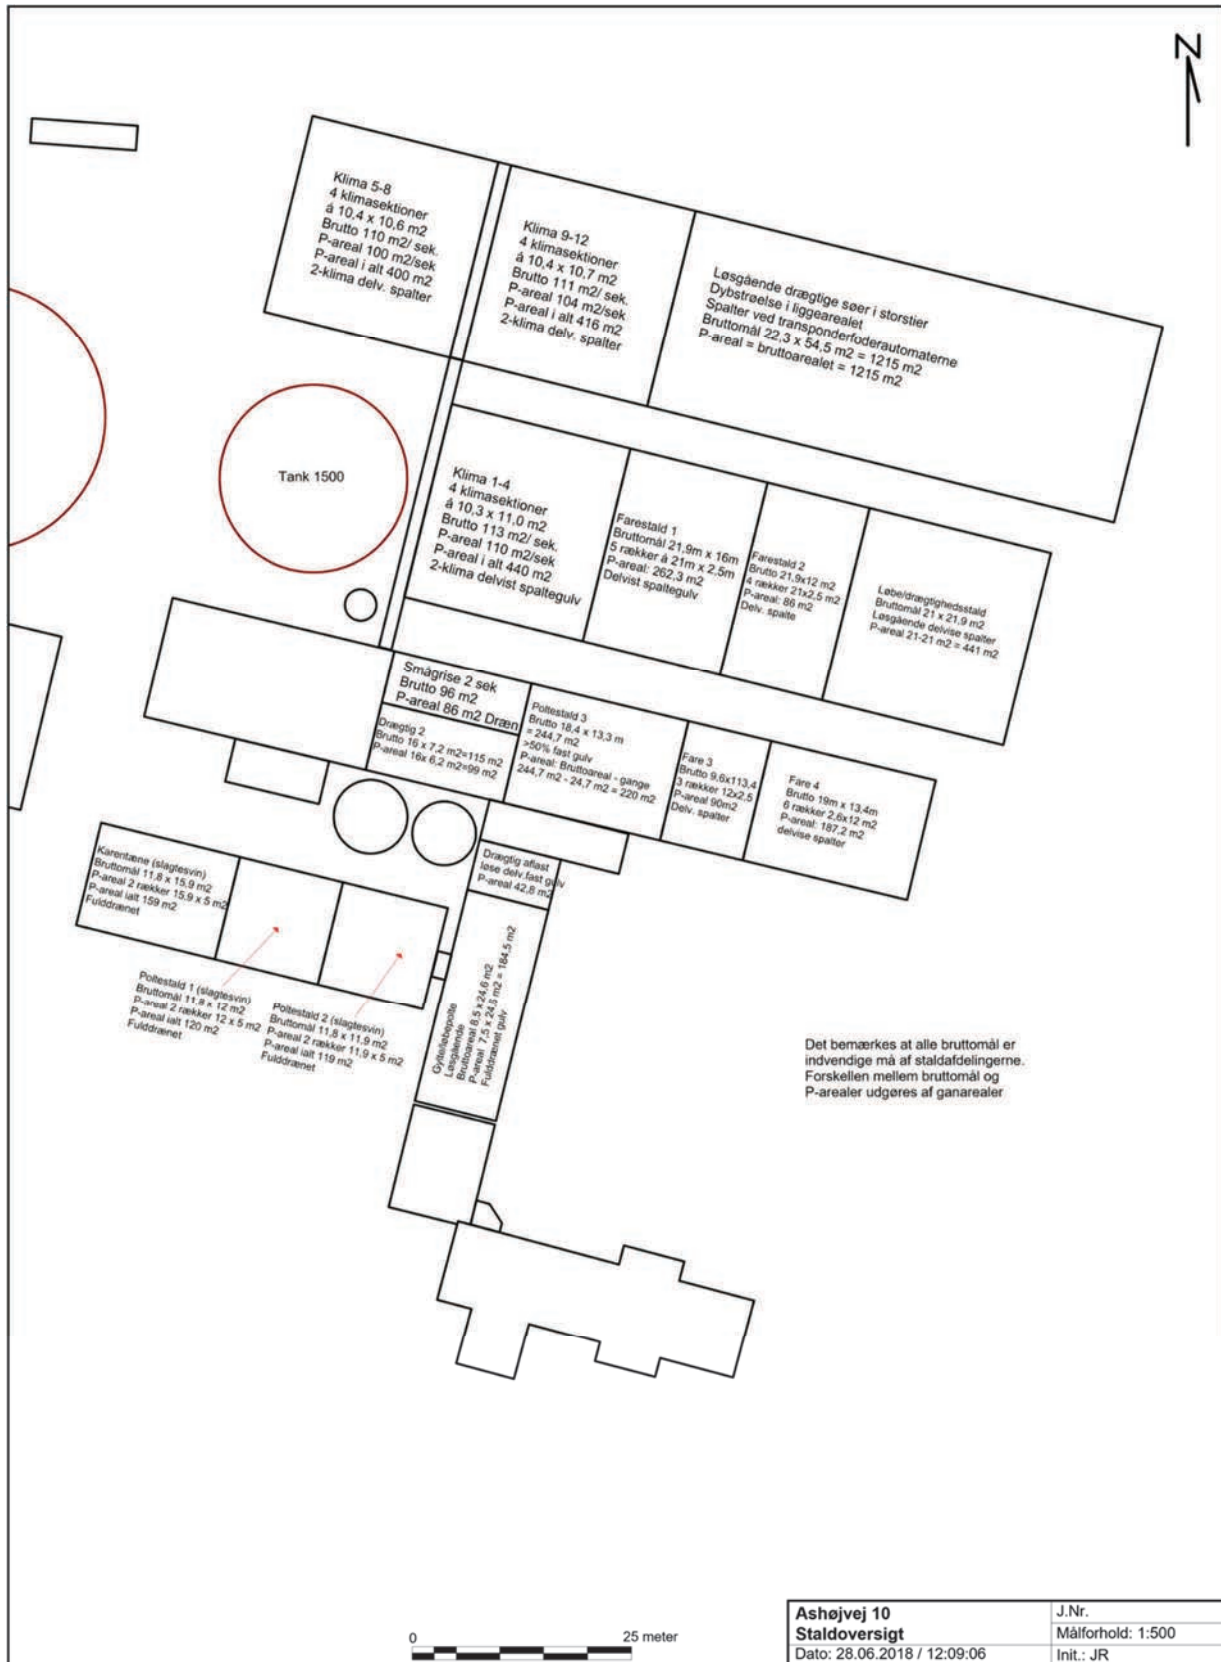 N
Klima 5-8
4 klimasektioner
á 10,4 x 10,6 m2
Brutto 110 m2/ sek.
P-areal 100 m2/sek
P-areal i alt 400 m2
2-klima delv. spalter
Klima 9-12
4 klimasektioner
á 10,4 x 10,7 m2
Brutto 111 m2/ sek.
P-areal 104 m2/sek
P-areal i alt 416 m2
2-klima delv. spalter
Løsgående drægtige søer i storstier
Dybstrøelse i liggearealet
Spalter ved transponderfoderautomaterne
Bruttomål 22,3 x 54,5 m2 = 1215 m2
P-areal = bruttoarealet = 1215 m2
Tank 1500
Klima 1-4
4 klimasektioner
á 10,3 x 11,0 m2
Brutto 113 m2/ sek.
P-areal 110 m2/sek
P-areal i alt 440 m2
2-klima delvist spaltegulv
Farestald 1
Bruttomål 21,9m x 16m
5 rækker á 21m x 2,5m
P-areal: 262,3 m2
Delvist spaltegulv
Farestald 2
Brutto 21,9x12 m2
4 rækker 21x2,5 m2
P-areal: 86 m2
Delv. spalte
Løbe/drægtighedsstald
Bruttomål 21 x 21,9 m2
Løsgående delvise spalter
P-areal 21-21 m2 = 441 m2
Smågrise 2 sek
Brutto 96 m2
P-areal 86 m2 Dræn
Drægtig 2
Brutto 16 x 7,2 m2=115 m2
P-areal 16x 6,2 m2=99 m2
Poltestald 3
Brutto 18,4 x 13,3 m
= 244,7 m2
>50% fast gulv
P-areal: Bruttoareal - gange
244,7 m2 - 24,7 m2 = 220 m2
Fare 3
Brutto 9,6x113,4
3 rækker 12x2,5
P-areal 90m2
Delv. spalter
Fare 4
Brutto 19m x 13,4m
6 rækker 2,6x12 m2
P-areal: 187,2 m2
delvise spalter
Karentæne (slagtesvin)
Bruttomål 11,8 x 15,9 m2
P-areal 2 rækker 15,9 x 5 m2
P-areal ialt 159 m2
Fulddrænet
Drægtig aflast
løse delv.fast gulv
P-areal 42,8 m2
Poltestald 1 (slagtesvin)
Bruttomål 11,8 x 12 m2
P-areal 2 rækker 12 x 5 m2
P-areal ialt 120 m2
Fulddrænet
Poltestald 2 (slagtesvin)
Bruttomål 11,8 x 11,9 m2
P-areal 2 rækker 11,9 x 5 m2
P-areal ialt 119 m2
Fulddrænet
Gylte/løbepolte
Løsgående
Bruttoareal 8,5 x 24,6 m2
P-areal 7,5 x 24,5 m2 = 184,5 m2
Fulddrænet gulv
Det bemærkes at alle bruttomål er
indvendige må af staldafdelingerne.
Forskellen mellem bruttomål og
P-arealer udgøres af ganarealer
0 25 meter
Ashøjvej 10
Staldoversigt
Dato: 28.06.2018 / 12:09:06
J.Nr.
Målforhold: 1:500
Init.: JR